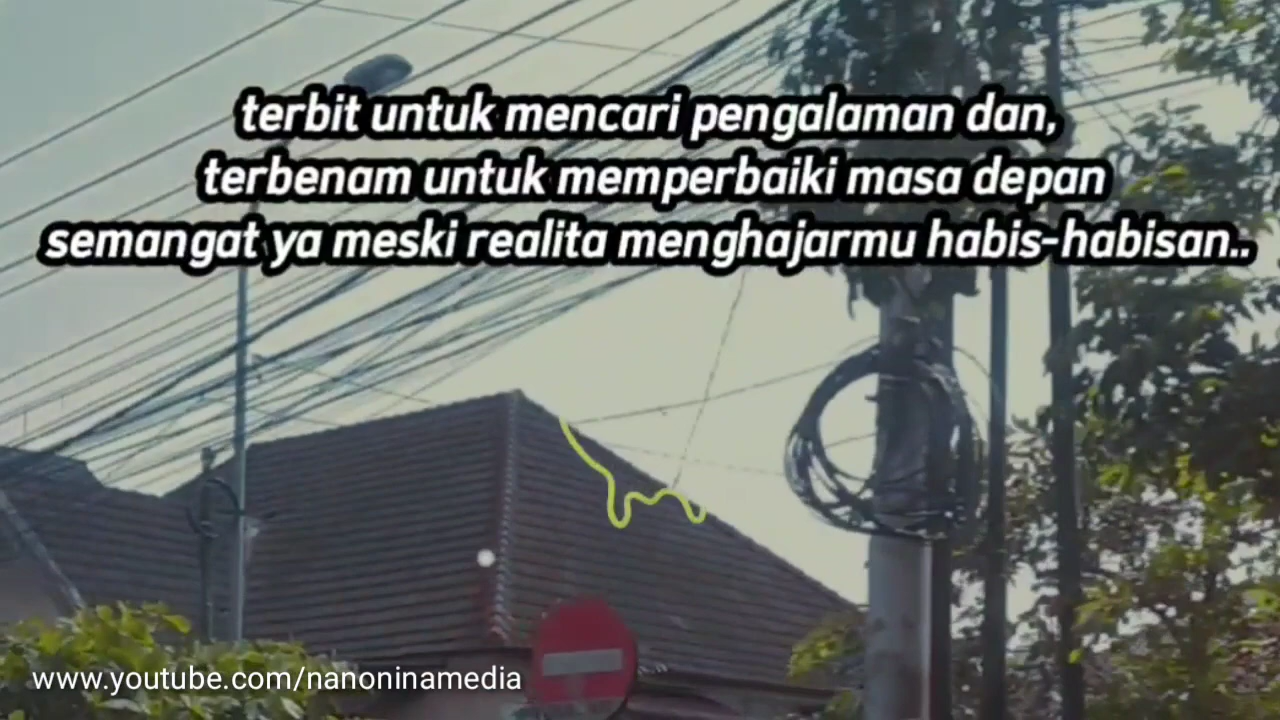 terbit untuk mencari pengalaman dan,
terbenam untuk memperbaiki masa depan
semangat ya meski realita menghajarmu habis-habisan..
www.youtube.com/nanoninamedia